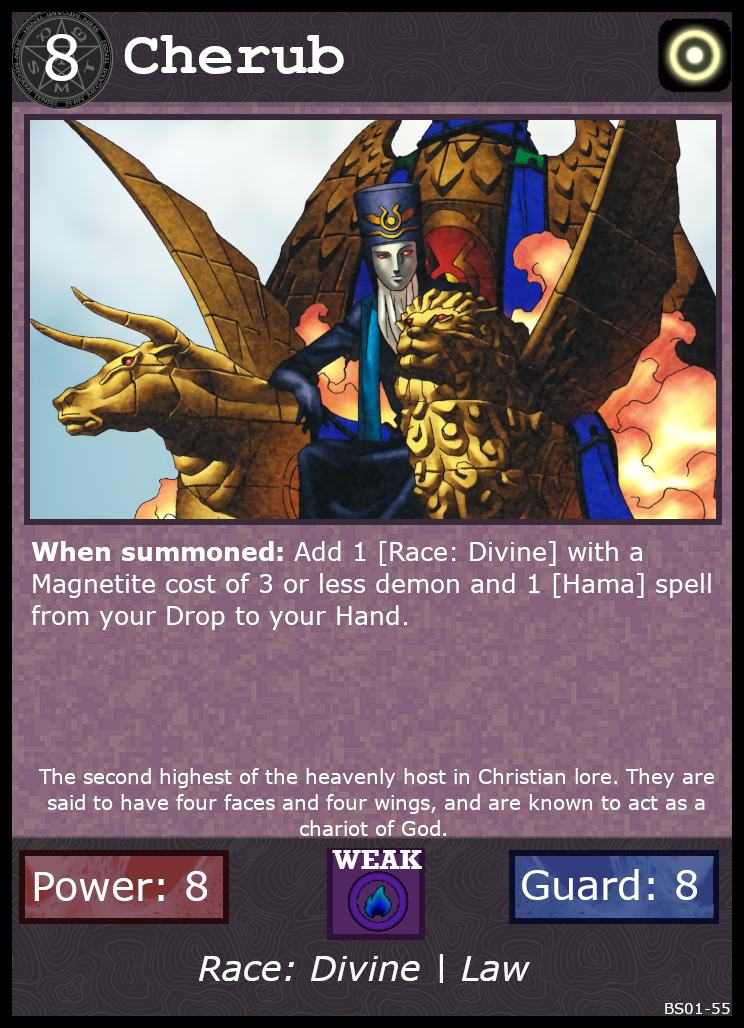 8 Cherub
When summoned: Add 1 [Race: Divine] with a
Magnetite cost of 3 or less demon and 1 [Hama] spell
from your Drop to your Hand.
The second highest of the heavenly host in Christian lore. They are
said to have four faces and four wings, and are known to act as a
chariot of God.
Power: 8
WEAK
Guard: 8
Race: Divine | Law
BS01-55